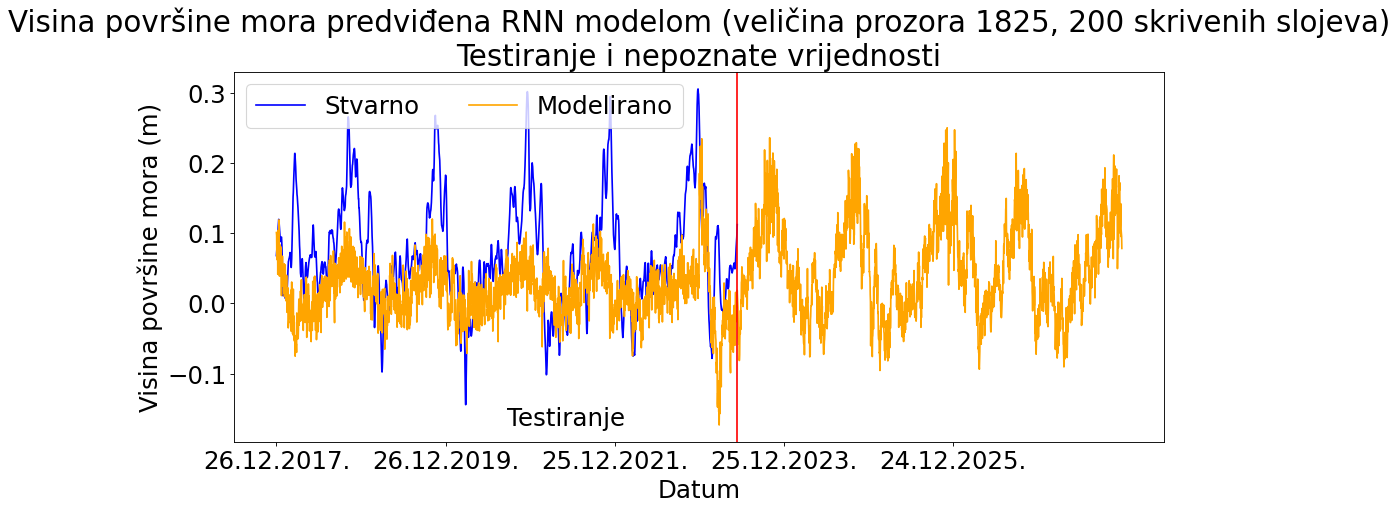 Visina površine mora predviđena RNN modelom (veličina prozora 1825, 200 skrivenih slojeva)
Testiranje i nepoznate vrijednosti
Stvarno Modelirano
Visina površine mora (m)
0.3
0.2
0.1
0.0
−0.1
Testiranje
26.12.2017. 26.12.2019. 25.12.2021. 25.12.2023. 24.12.2025.
Datum